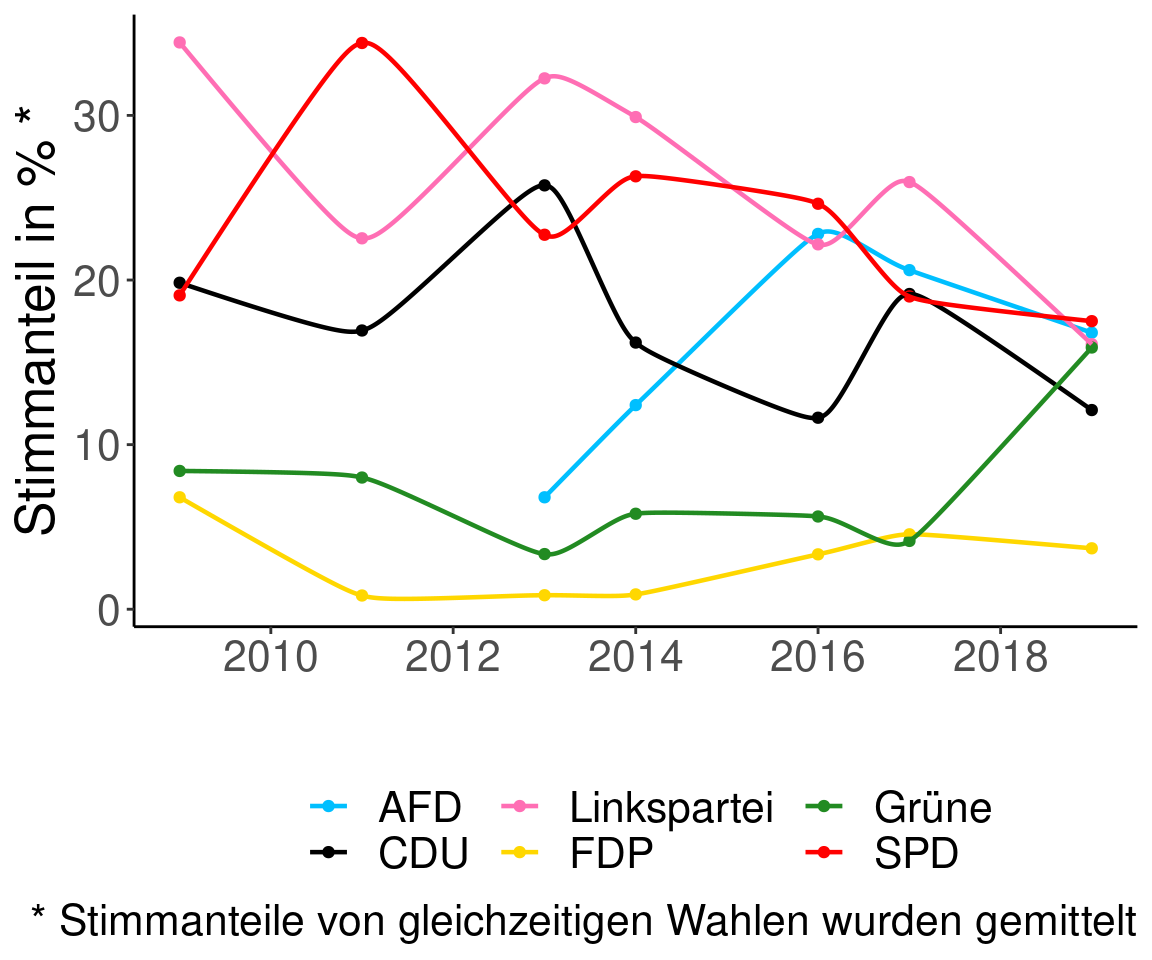 Stimmanteil in % *
30
20
10
0
2010 2012 2014 2016 2018
AFD Linkspartei Grüne
CDU FDP SPD
* Stimmanteile von gleichzeitigen Wahlen wurden gemittelt